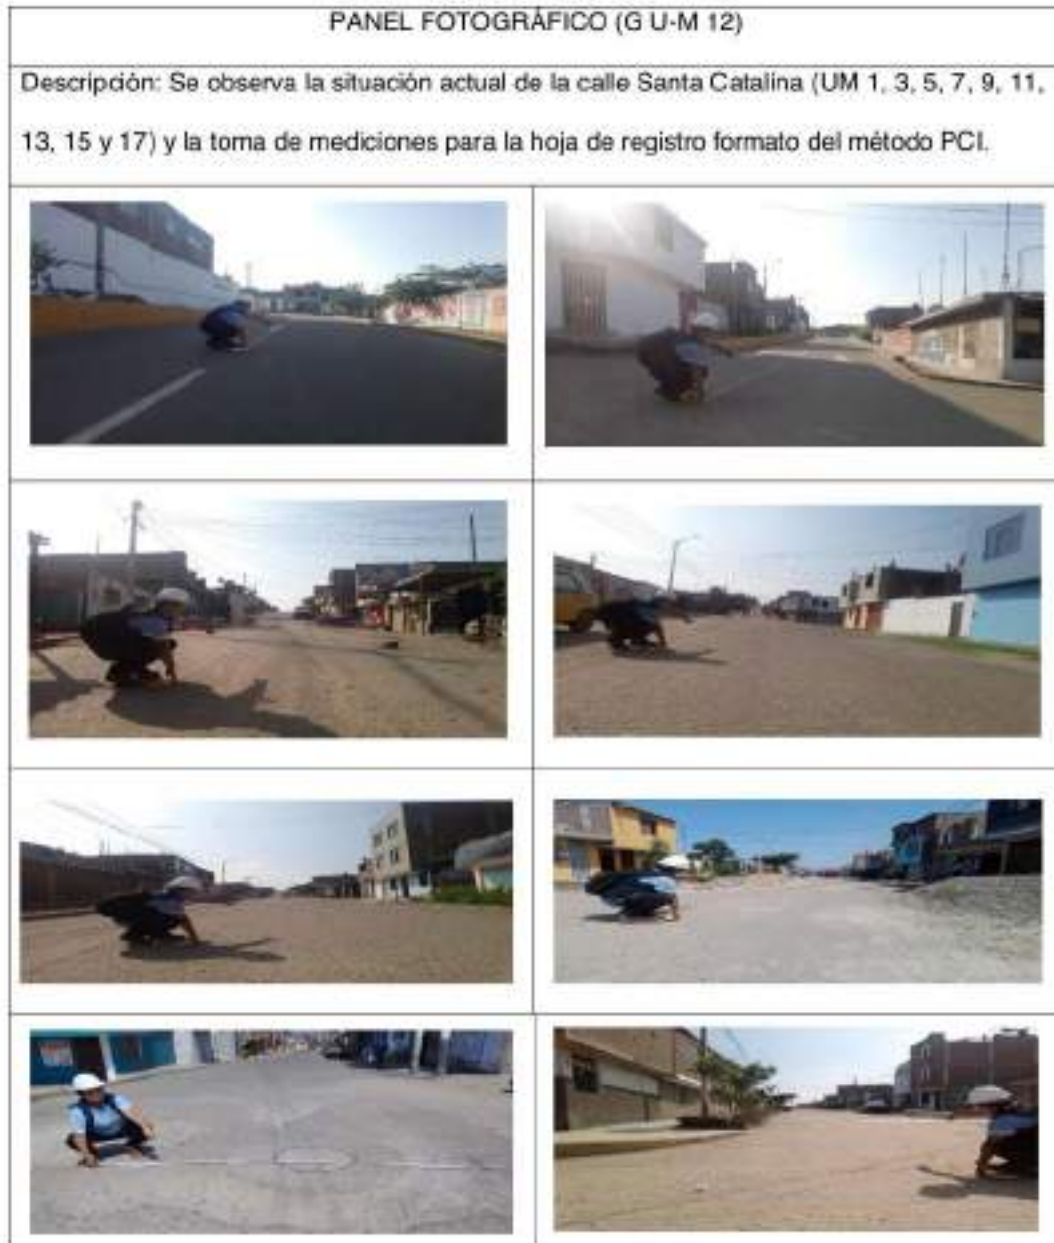 PANEL FOTOGRÁFICO (G U-M 12)
Descripción: Se observa la situación actual de la calle Santa Catalina (UM 1, 3, 5, 7, 9, 11,
13, 15 y 17) y la toma de mediciones para la hoja de registro formato del método PCI.